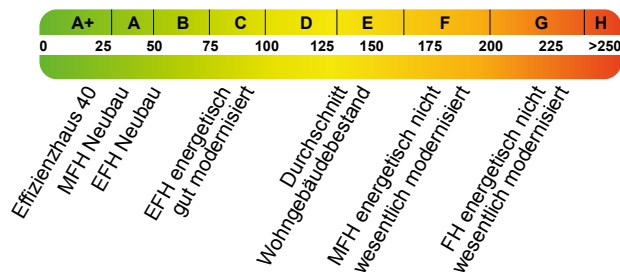 A+ A B C D E F G H
0 25 50 75 100 125 150 175 200 225 >250
Effizienzhaus 40
MFH Neubau
EFH Neubau
EFH energetisch
gut modernisiert
Durchschnitt
Wohngebäudebestand
MFH energetisch nicht
wesentlich modernisiert
FH energetisch nicht
wesentlich modernisiert